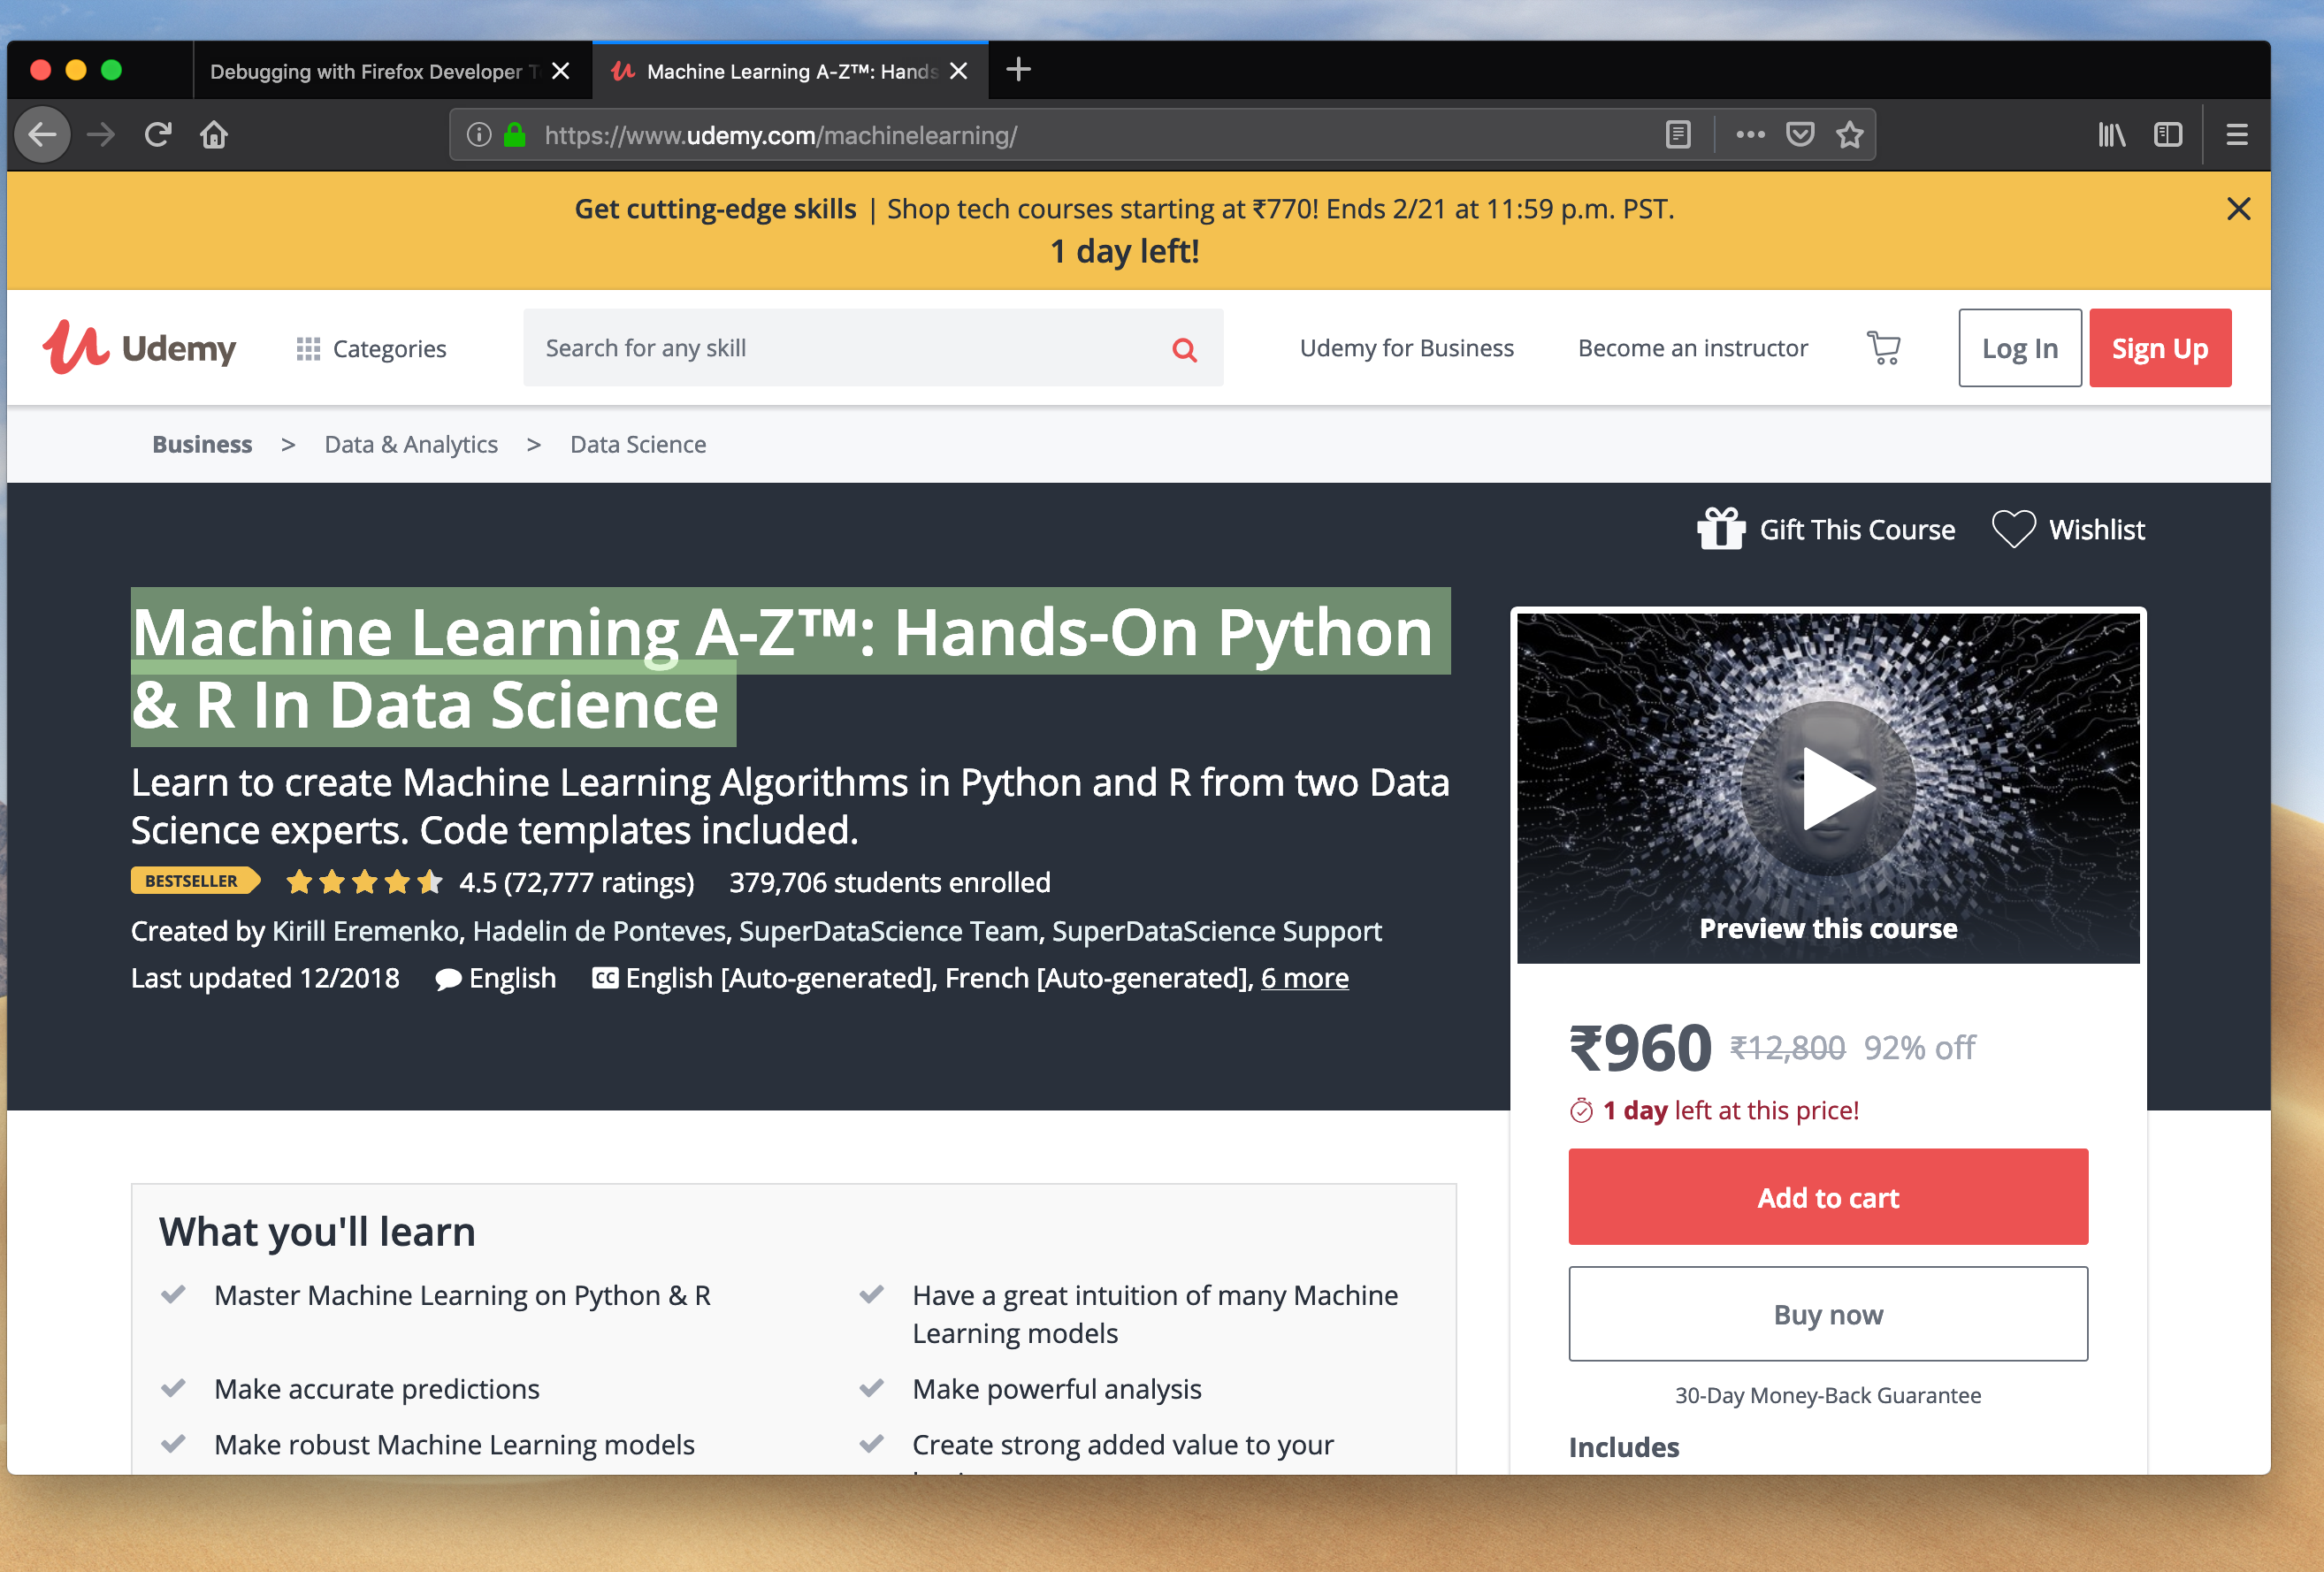 Debugging with Firefox Developer
Machine Learning A-Z™: Hands
https://www.udemy.com/machinelearning/
Get cutting-edge skills | Shop tech courses starting at ₹770! Ends 2/21 at 11:59 p.m. PST.
1 day left!
Udemy
Categories
Search for any skill
Udemy for Business
Become an instructor
Log In
Sign Up
Business > Data & Analytics > Data Science
Gift This Course
Wishlist
Machine Learning A-Z™: Hands-On Python
& R In Data Science
Learn to create Machine Learning Algorithms in Python and R from two Data
Science experts. Code templates included.
BESTSELLER 4.5 (72,777 ratings) 379,706 students enrolled
Created by Kirill Eremenko, Hadelin de Ponteves, SuperDataScience Team, SuperDataScience Support
Last updated 12/2018 English CC English [Auto-generated], French [Auto-generated], 6 more
Preview this course
₹960 ₹12,800 92% off
1 day left at this price!
Add to cart
Buy now
30-Day Money-Back Guarantee
Includes
What you'll learn
Master Machine Learning on Python & R
Have a great intuition of many Machine
Learning models
Make accurate predictions
Make powerful analysis
Make robust Machine Learning models
Create strong added value to your